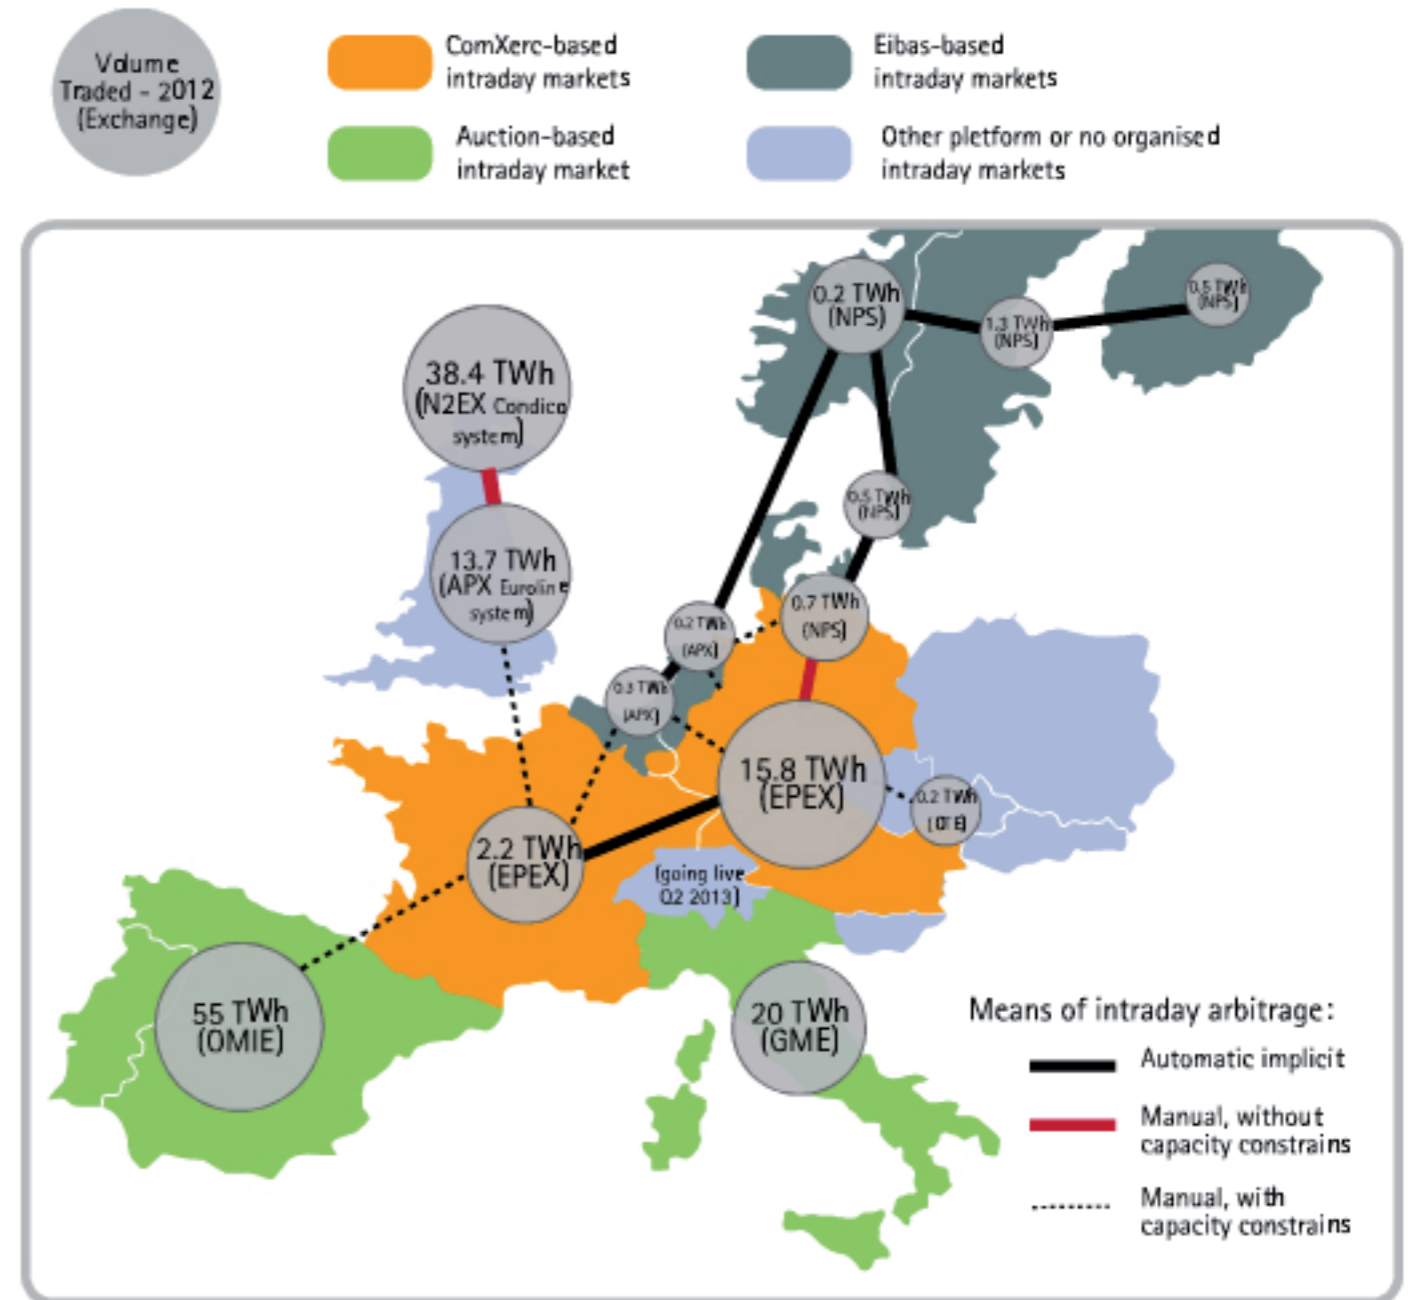 Volume
Traded - 2012
(Exchange)
ComXerc-based
intraday markets
Eibas-based
intraday markets
Auction-based
intraday market
Other pletform or no organised
intraday markets
0.2 TWh
(NPS)
1.3 TWh
(NPS)
0.5 TWh
(NPS)
38.4 TWh
(N2EX Condico
system)
0.5 TWh
(NPS)
13.7 TWh
(APX Euroline
system)
0.7 TWh
(NPS)
0.2 TWh
(APX)
0.3 TWh
(APX)
15.8 TWh
(EPEX)
0.2 TWh
(OTE)
2.2 TWh
(EPEX)
(going live
Q2 2013)
55 TWh
(OMIE)
20 TWh
(GME)
Means of intraday arbitrage:
Automatic implicit
Manual, without
capacity constrains
Manual, with
capacity constrains